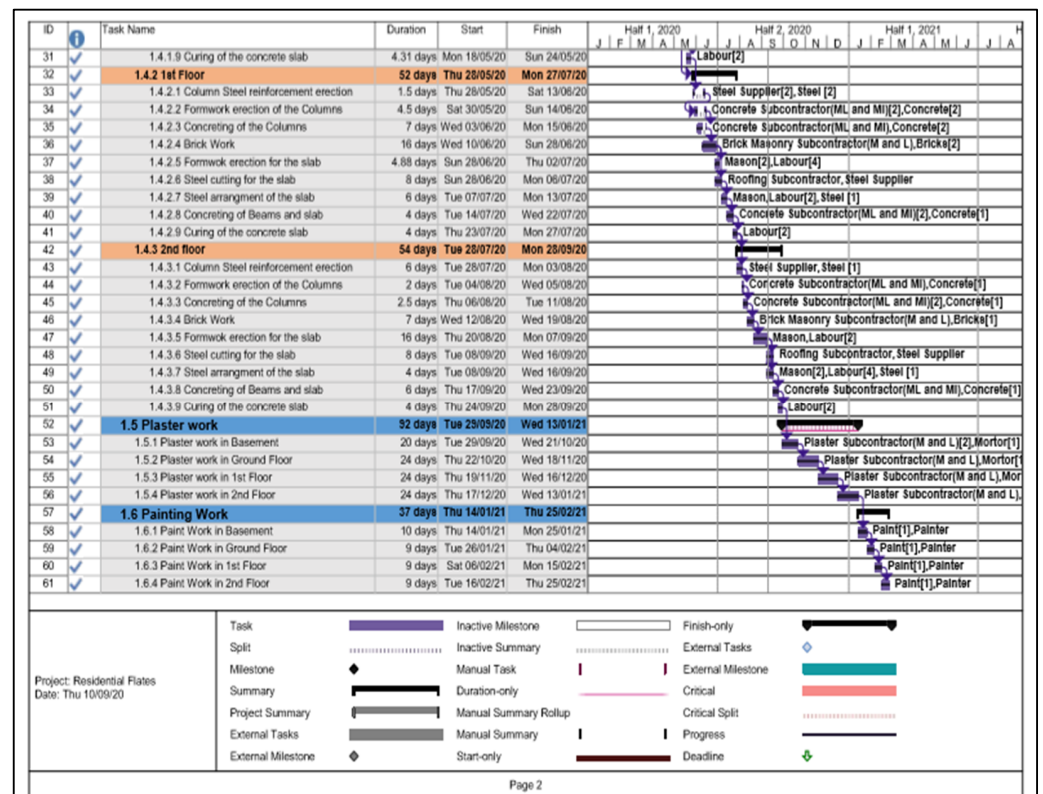 ID Task Name Duration Start Finish Half 1, 2020 Half 2, 2020 Half 1, 2021 H
J F M A M J J A S O N D J F M A M J J A
31 1.4.1.9 Curing of the concrete slab 4.31 days Mon 18/05/20 Sun 24/05/20 Labour[2]
32 1.4.2 1st Floor 52 days Thu 28/05/20 Mon 27/07/20
33 1.4.2.1 Column Steel reinforcement erection 1.5 days Thu 28/05/20 Sat 13/06/20 Steel Supplier[2],Steel [2]
34 1.4.2.2 Formwork erection of the Columns 4.5 days Sat 30/05/20 Sun 14/06/20 Concrete Subcontractor(ML and MI)[2],Concrete[2]
35 1.4.2.3 Concreting of the Columns 7 days Wed 03/06/20 Mon 15/06/20 Concrete Subcontractor(ML and MI),Concrete[2]
36 1.4.2.4 Brick Work 16 days Wed 10/06/20 Sun 28/06/20 Brick Masonry Subcontractor(M and L),Bricks[2]
37 1.4.2.5 Formwok erection for the slab 4.88 days Sun 28/06/20 Thu 02/07/20 Mason[2],Labour[4]
38 1.4.2.6 Steel cutting for the slab 8 days Sun 28/06/20 Mon 06/07/20 Roofing Subcontractor,Steel Supplier
39 1.4.2.7 Steel arrangment of the slab 6 days Tue 07/07/20 Mon 13/07/20 Mason,Labour[2],Steel [1]
40 1.4.2.8 Concreting of Beams and slab 4 days Tue 14/07/20 Wed 22/07/20 Concrete Subcontractor(ML and MI)[2],Concrete[1]
41 1.4.2.9 Curing of the concrete slab 4 days Thu 23/07/20 Mon 27/07/20 Labour[2]
42 1.4.3 2nd floor 54 days Tue 28/07/20 Mon 28/09/20
43 1.4.3.1 Column Steel reinforcement erection 6 days Tue 28/07/20 Mon 03/08/20 Steel Supplier,Steel [1]
44 1.4.3.2 Formwork erection of the Columns 2 days Tue 04/08/20 Wed 05/08/20 Concrete Subcontractor(ML and MI),Concrete[1]
45 1.4.3.3 Concreting of the Columns 2.5 days Thu 06/08/20 Tue 11/08/20 Concrete Subcontractor(ML and MI)[2],Concrete[1]
46 1.4.3.4 Brick Work 7 days Wed 12/08/20 Wed 19/08/20 Brick Masonry Subcontractor(M and L),Bricks[1]
47 1.4.3.5 Formwok erection for the slab 16 days Thu 20/08/20 Mon 07/09/20 Mason,Labour[2]
48 1.4.3.6 Steel cutting for the slab 8 days Tue 08/09/20 Wed 16/09/20 Roofing Subcontractor,Steel Supplier
49 1.4.3.7 Steel arrangment of the slab 4 days Tue 08/09/20 Wed 16/09/20 Mason[2],Labour[4],Steel [1]
50 1.4.3.8 Concreting of Beams and slab 6 days Thu 17/09/20 Wed 23/09/20 Concrete Subcontractor(ML and MI),Concrete[1]
51 1.4.3.9 Curing of the concrete slab 4 days Thu 24/09/20 Mon 28/09/20 Labour[2]
52 1.5 Plaster work 92 days Tue 29/09/20 Wed 13/01/21
53 1.5.1 Plaster work in Basement 20 days Tue 29/09/20 Wed 21/10/20 Plaster Subcontractor(M and L)[2],Mortor[1]
54 1.5.2 Plaster work in Ground Floor 24 days Thu 22/10/20 Wed 18/11/20 Plaster Subcontractor(M and L),Mortor[1
55 1.5.3 Plaster work in 1st Floor 24 days Thu 19/11/20 Wed 16/12/20 Plaster Subcontractor(M and L),Mor
56 1.5.4 Plaster work in 2nd Floor 24 days Thu 17/12/20 Wed 13/01/21 Plaster Subcontractor(M and L),
57 1.6 Painting Work 37 days Thu 14/01/21 Thu 25/02/21
58 1.6.1 Paint Work in Basement 10 days Thu 14/01/21 Mon 25/01/21 Paint[1],Painter
59 1.6.2 Paint Work in Ground Floor 9 days Tue 26/01/21 Thu 04/02/21 Paint[1],Painter
60 1.6.3 Paint Work in 1st Floor 9 days Sat 06/02/21 Mon 15/02/21 Paint[1],Painter
61 1.6.4 Paint Work in 2nd Floor 9 days Tue 16/02/21 Thu 25/02/21 Paint[1],Painter
Project: Residential Flates
Date: Thu 10/09/20
Task Inactive Milestone Finish-only
Split Inactive Summary External Tasks
Milestone Manual Task External Milestone
Summary Duration-only Critical
Project Summary Manual Summary Rollup Critical Split
External Tasks Manual Summary Progress
External Milestone Start-only Deadline
Page 2